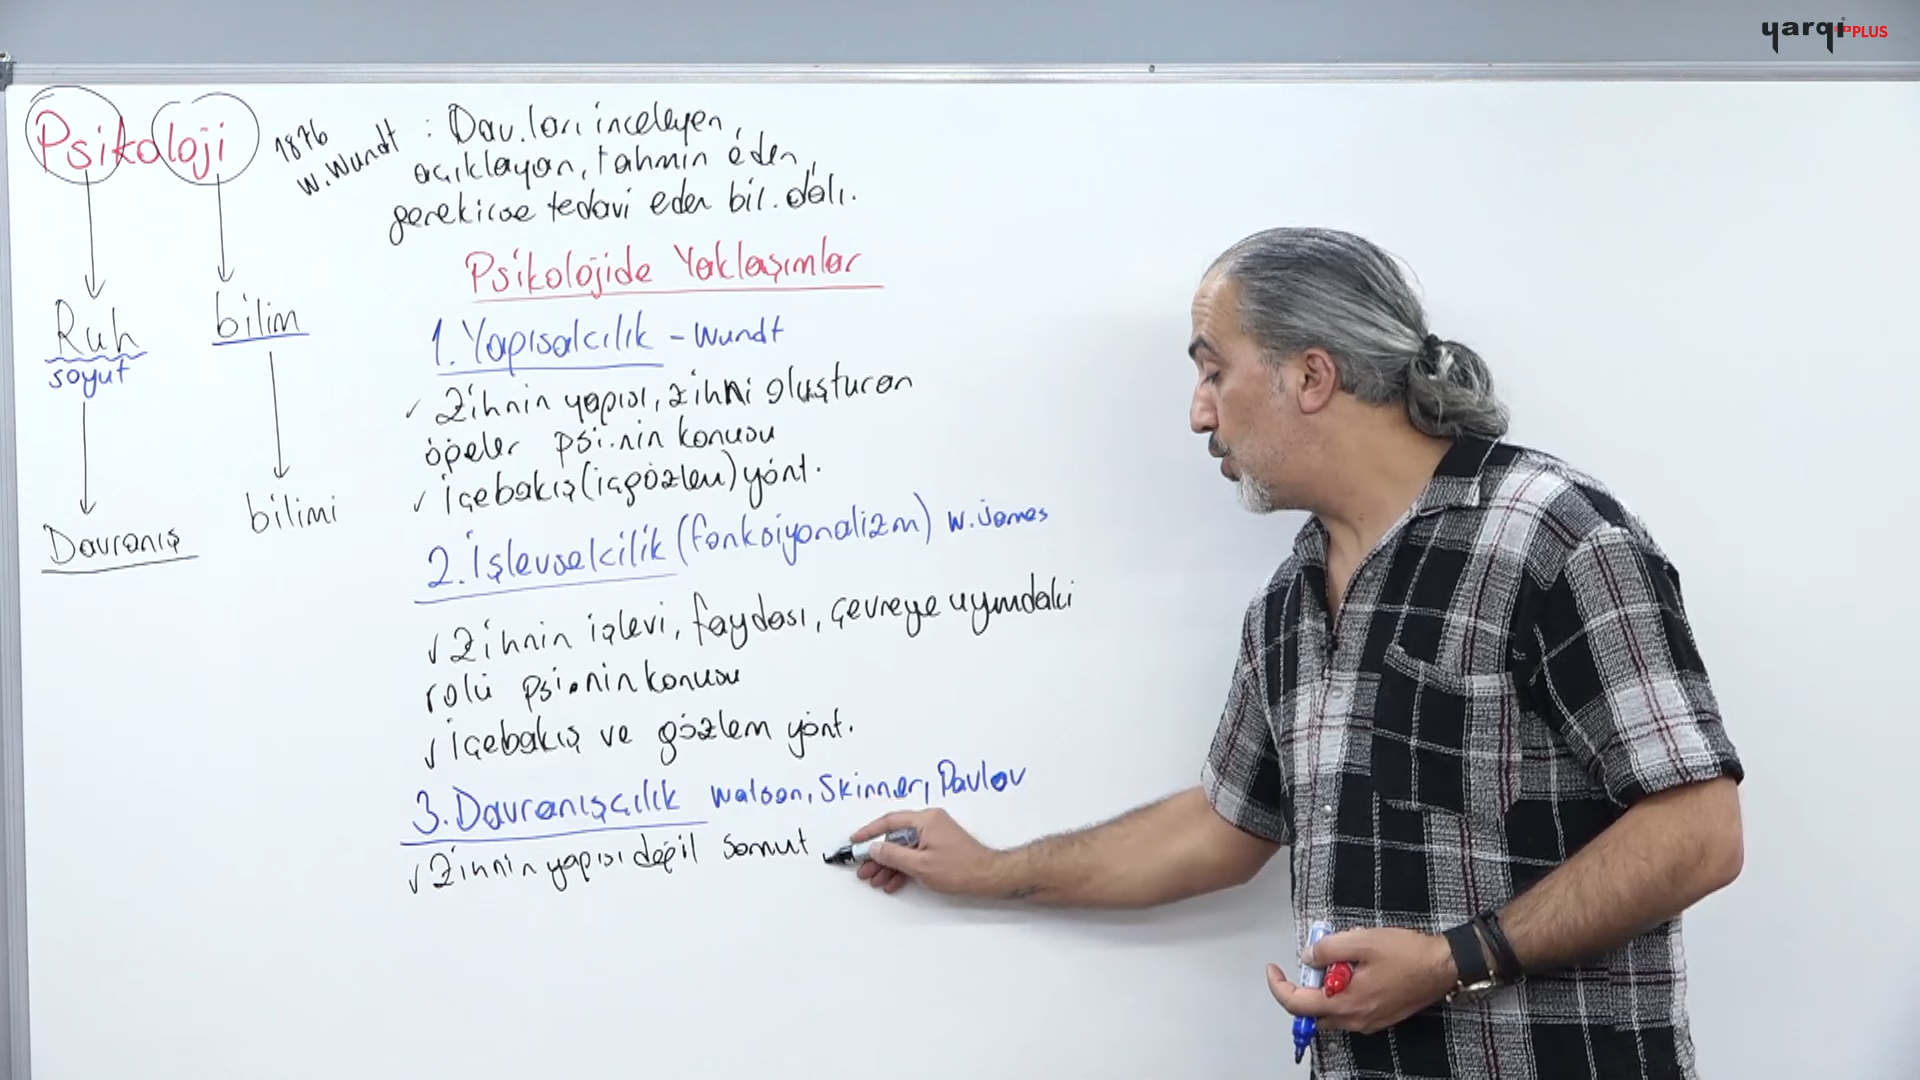 yarqi PLUS
Psikoloji
1876
W. Wundt
: Dav.ları inceleyen,
açıklayan, tahmin eden,
gerekirse tedavi eden bil. dalı.
Ruh
soyut
bilim
Davranış
bilimi
Psikolojide Yaklaşımlar
1. Yapısalcılık - Wundt
✓ Zihnin yapısı, zihni oluşturan
öğeler psi.nin konusu
✓ İçebakış (içgözlem) yönt.
2. İşlevselcilik (fonksiyonalizm) W. James
✓ Zihnin işlevi, faydası, çevreye uyumdaki
rolü psi.nin konusu
✓ İçebakış ve gözlem yönt.
3. Davranışçılık Watson, Skinner, Pavlov
✓ Zihnin yapısı değil somut